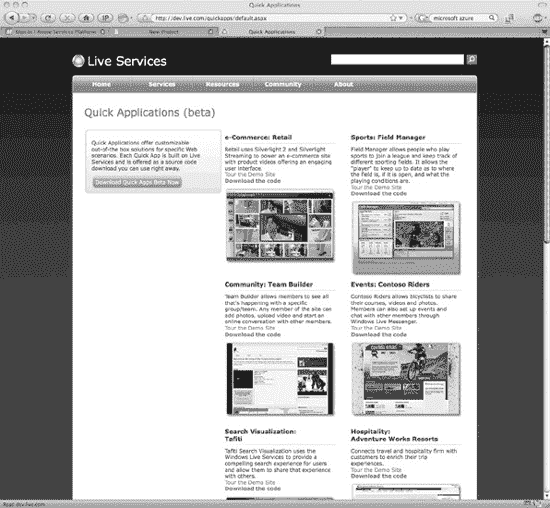 Quick Applications
http://dev.live.com/quickapps/default.aspx
microsoft azure
Sign In | Azure Services Platform
New Project
Quick Applications
Live Services
Home
Services
Resources
Community
About
Quick Applications (beta)
Quick Applications offer customizable
out-of-the box solutions for specific Web
scenarios. Each Quick App is built on Live
Services and is offered as a source code
download you can use right away.
Download Quick Apps Beta Now
e-Commerce: Retail
Retail uses Silverlight 2 and Silverlight
Streaming to power an e-commerce site
with product videos offering an engaging
user interface.
Tour the Demo Site
Download the code
Sports: Field Manager
Field Manager allows people who play
sports to join a league and keep track of
different sporting fields. It allows the
"player" to keep up to date as to where
the field is, if it is open, and what the
playing conditions are.
Tour the Demo Site
Download the code
Community: Team Builder
Team Builder allows members to see all
that's happening with a specific
group/team. Any member of the site can
add photos, upload video and start an
online conversation with other members.
Tour the Demo Site
Download the code
Events: Contoso Riders
Contoso Riders allows bicyclists to share
their courses, videos and photos.
Members can also set up events and
chat with other members through
Windows Live Messenger.
Tour the Demo Site
Download the code
Search Visualization:
Tafiti
Tafiti Search Visualization uses the
Windows Live Services to provide a
compelling search experience for users
and allow them to share that experience
with others.
Tour the Demo Site
Download the code
Hospitality:
Adventure Works Resorts
Connects travel and hospitality firm with
customers to enrich their trip
experiences.
Tour the Demo Site
Download the code
Read dev.live.com